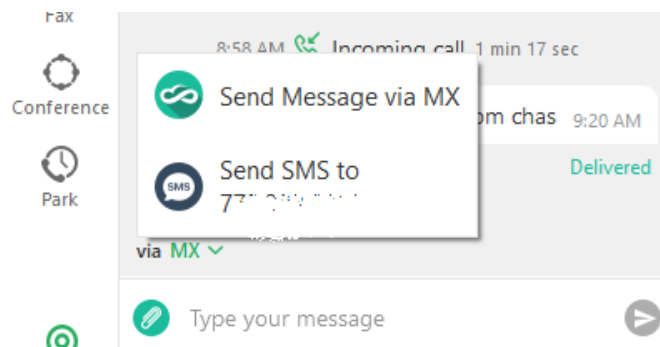 Fax
8:58 AM Incoming call 1 min 17 sec
Conference
Send Message via MX
om chas 9:20 AM
Park
Send SMS to
SMS
Delivered
via MX
Type your message